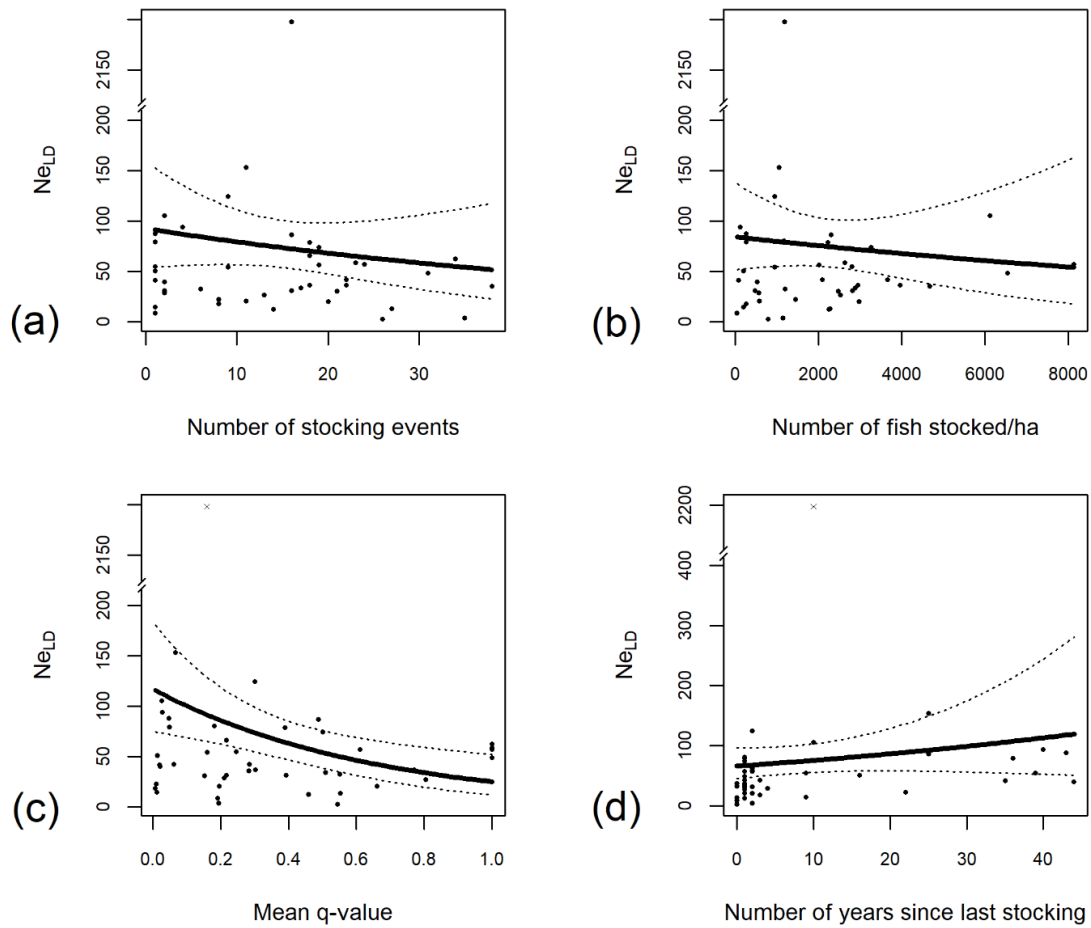 2150
200
150
100
50
0
NeLD
0 10 20 30
Number of stocking events
(a)
2150
200
150
100
50
0
NeLD
0 2000 4000 6000 8000
Number of fish stocked/ha
(b)
2150
200
150
100
50
0
NeLD
0.0 0.2 0.4 0.6 0.8 1.0
Mean q-value
(c)
2200
400
300
200
100
0
NeLD
0 10 20 30 40
Number of years since last stocking
(d)